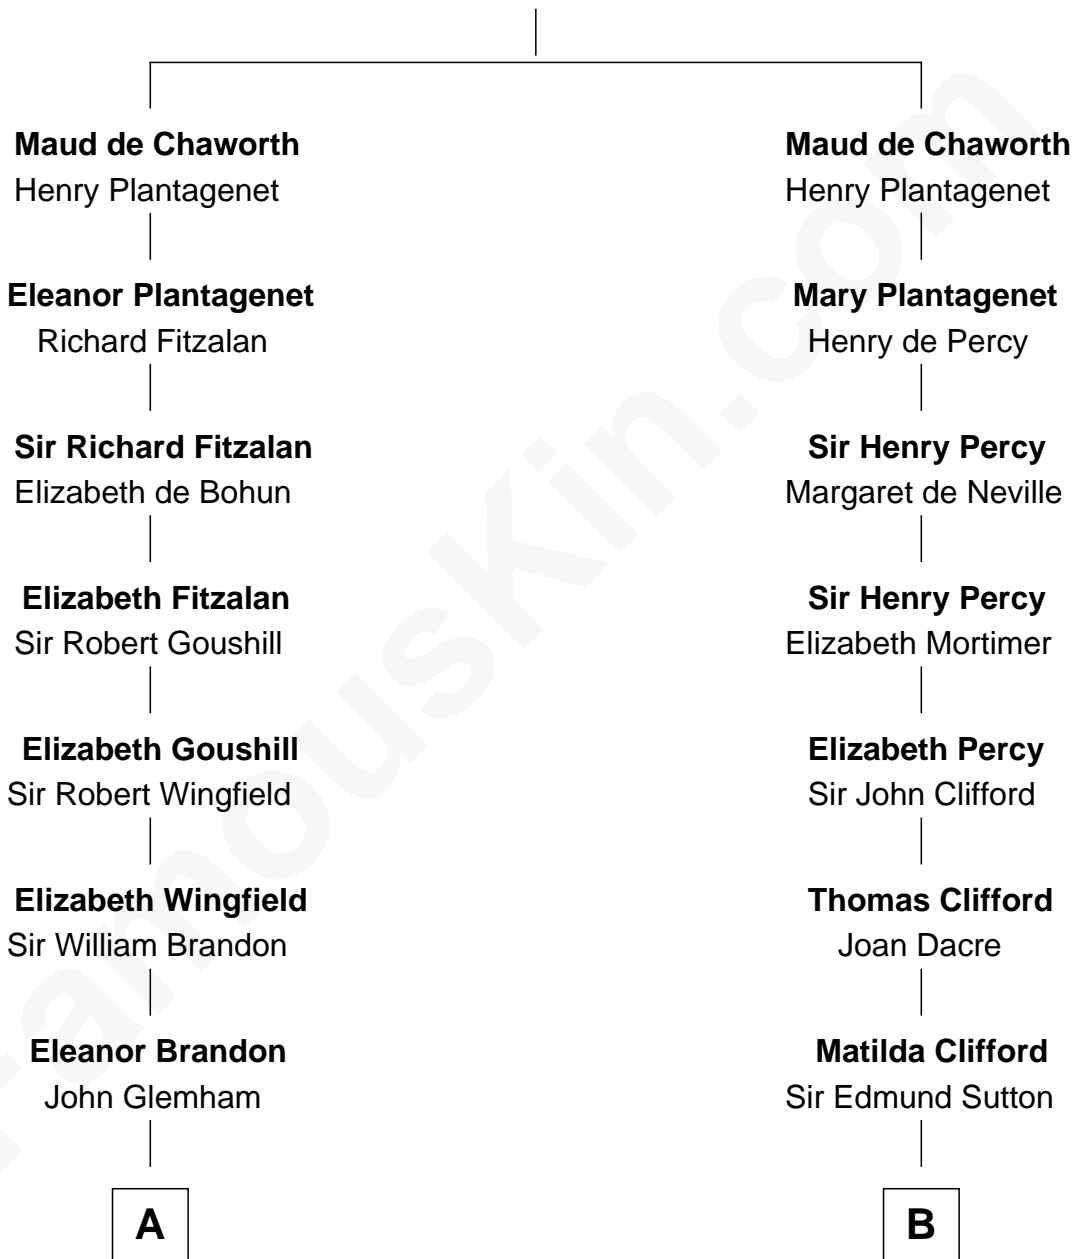 Maud de Chaworth
Henry Plantagenet
Eleanor Plantagenet
Richard Fitzalan
Sir Richard Fitzalan
Elizabeth de Bohun
Elizabeth Fitzalan
Sir Robert Goushill
Elizabeth Goushill
Sir Robert Wingfield
Elizabeth Wingfield
Sir William Brandon
Eleanor Brandon
John Glemham
A
Maud de Chaworth
Henry Plantagenet
Mary Plantagenet
Henry de Percy
Sir Henry Percy
Margaret de Neville
Sir Henry Percy
Elizabeth Mortimer
Elizabeth Percy
Sir John Clifford
Thomas Clifford
Joan Dacre
Matilda Clifford
Sir Edmund Sutton
B
FamousKin.com